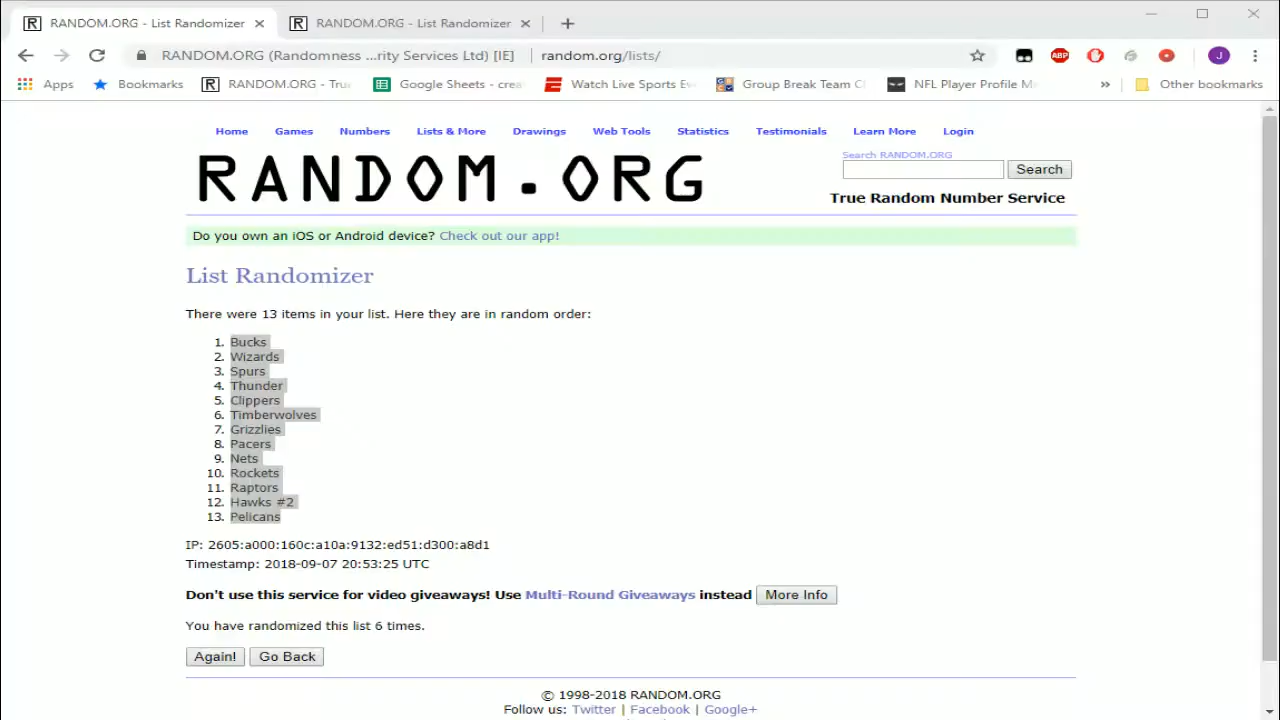 RANDOM.ORG - List Randomizer
RANDOM.ORG - List Randomizer
RANDOM.ORG (Randomness ...rity Services Ltd) [IE] random.org/lists/
ABP
J
Apps Bookmarks RANDOM.ORG - Tru Google Sheets - crea Watch Live Sports Ev Group Break Team C NFL Player Profile M » Other bookmarks
Home Games Numbers Lists & More Drawings Web Tools Statistics Testimonials Learn More Login
RANDOM.ORG
Search RANDOM.ORG
Search
True Random Number Service
Do you own an iOS or Android device? Check out our app!
List Randomizer
There were 13 items in your list. Here they are in random order:
1. Bucks
2. Wizards
3. Spurs
4. Thunder
5. Clippers
6. Timberwolves
7. Grizzlies
8. Pacers
9. Nets
10. Rockets
11. Raptors
12. Hawks #2
13. Pelicans
IP: 2605:a000:160c:a10a:9132:ed51:d300:a8d1
Timestamp: 2018-09-07 20:53:25 UTC
Don't use this service for video giveaways! Use Multi-Round Giveaways instead More Info
You have randomized this list 6 times.
Again! Go Back
© 1998-2018 RANDOM.ORG
Follow us: Twitter | Facebook | Google+